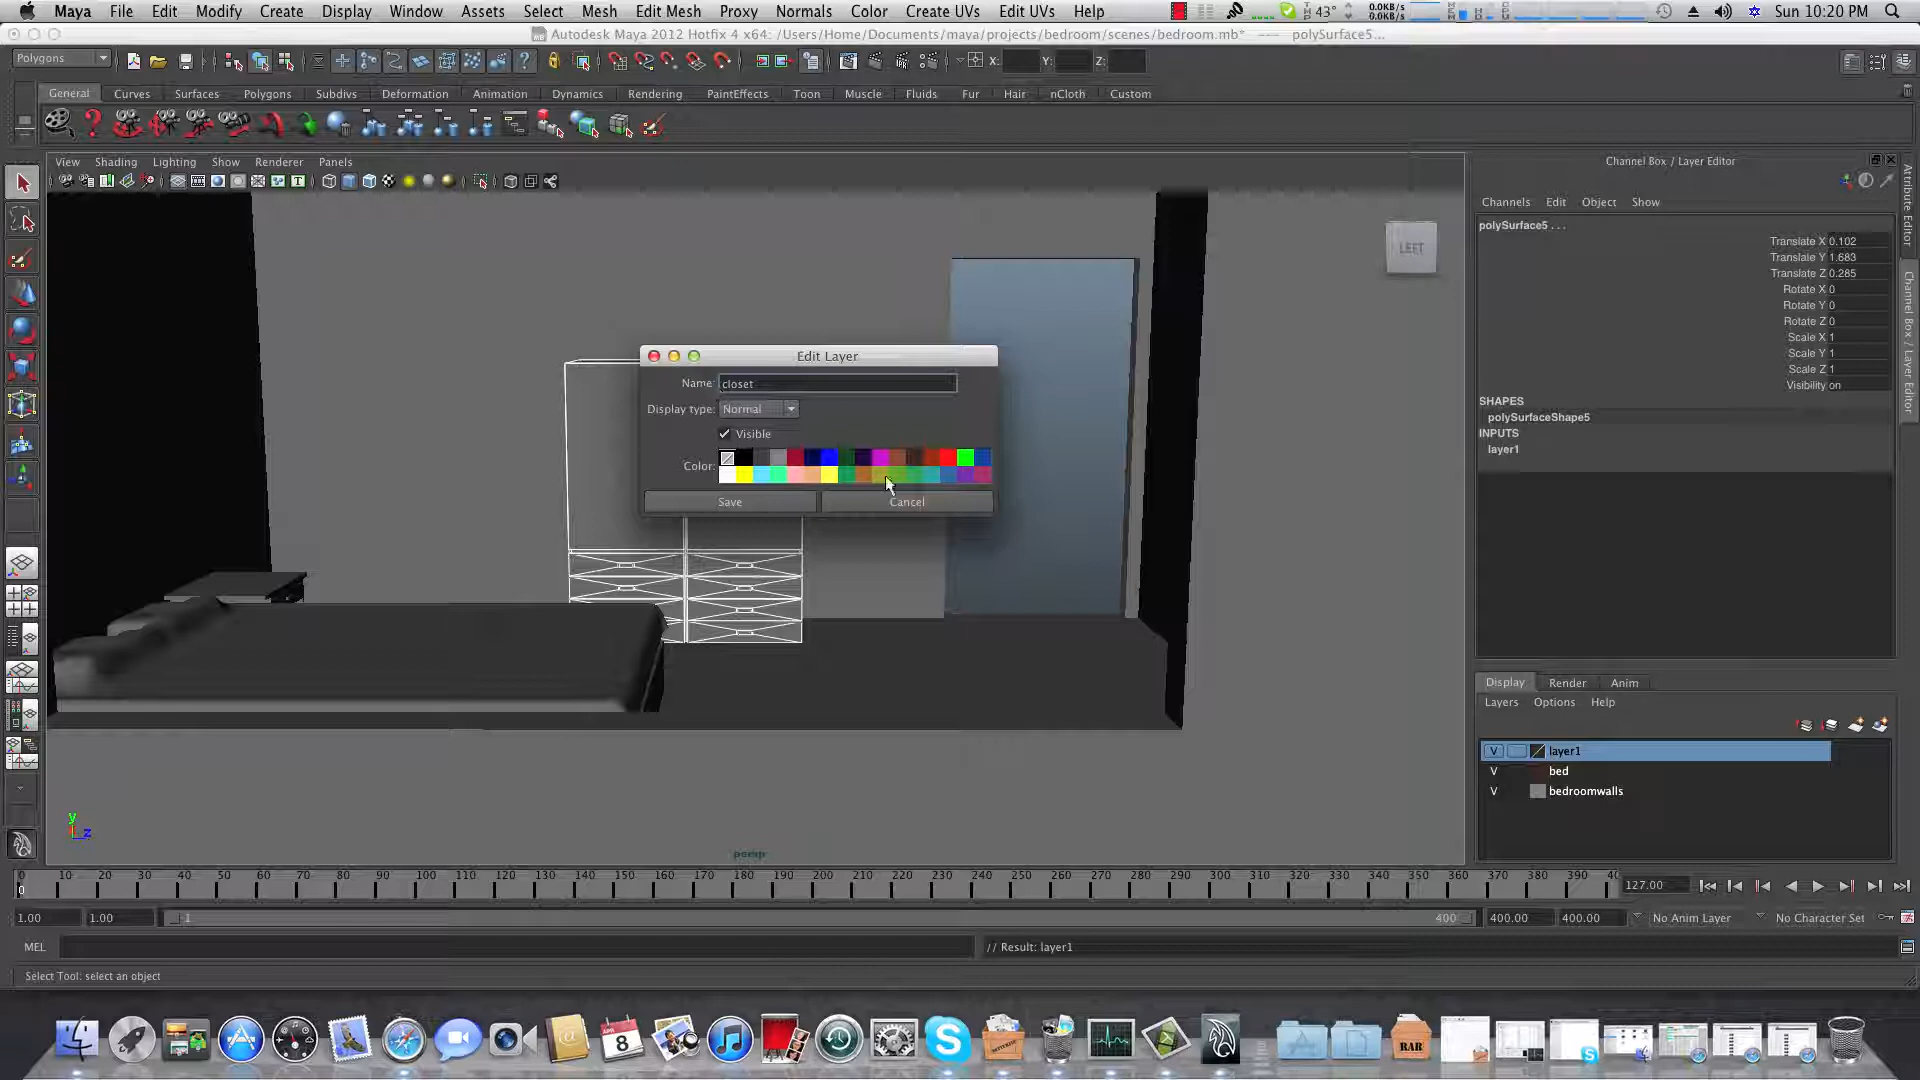 Maya File Edit Modify Create Display Window Assets Select Mesh Edit Mesh Proxy Normals Color Create UVs Edit UVs Help 43° 0.0KB/s 0.0KB/s Sun 10:20 PM
Autodesk Maya 2012 Hotfix 4 x64: /Users/Home/Documents/maya/projects/bedroom/scenes/bedroom.mb* --- polySurface5...
Polygons X: Y: Z:
General Curves Surfaces Polygons Subdivs Deformation Animation Dynamics Rendering PaintEffects Toon Muscle Fluids Fur Hair nCloth Custom
View Shading Lighting Show Renderer Panels
Channel Box / Layer Editor
Channels Edit Object Show
polySurface5 . . .
Translate X 0.102
Translate Y 1.683
Translate Z 0.285
Rotate X 0
Rotate Y 0
Rotate Z 0
Scale X 1
Scale Y 1
Scale Z 1
Visibility on
SHAPES
polySurfaceShape5
INPUTS
layer1
Attribute Editor
Channel Box / Layer Editor
LEFT
Edit Layer
Name: closet
Display type: Normal
Visible
Color:
Save Cancel
Display Render Anim
Layers Options Help
V layer1
V bed
V bedroomwalls
y
z
persp
0 10 20 30 40 50 60 70 80 90 100 110 120 130 140 150 160 170 180 190 200 210 220 230 240 250 260 270 280 290 300 310 320 330 340 350 360 370 380 390 40
0
127.00
1.00 1.00 1 400 400.00 400.00 No Anim Layer No Character Set
MEL // Result: layer1
Select Tool: select an object
APR
8
RAR